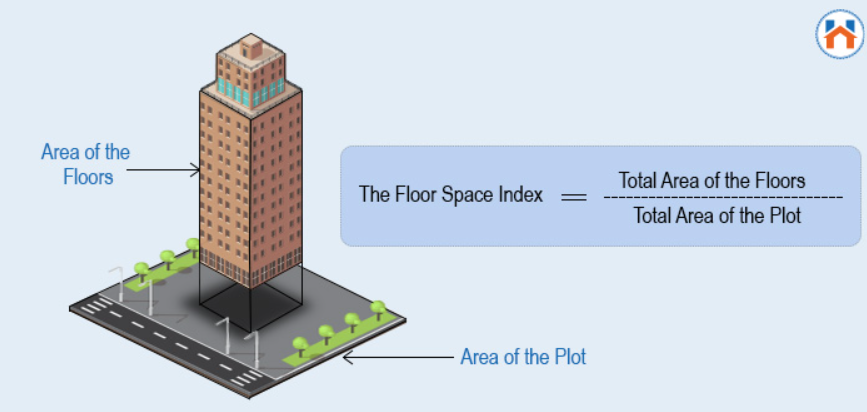 Area of the
Floors
The Floor Space Index = Total Area of the Floors
Total Area of the Plot
Area of the Plot